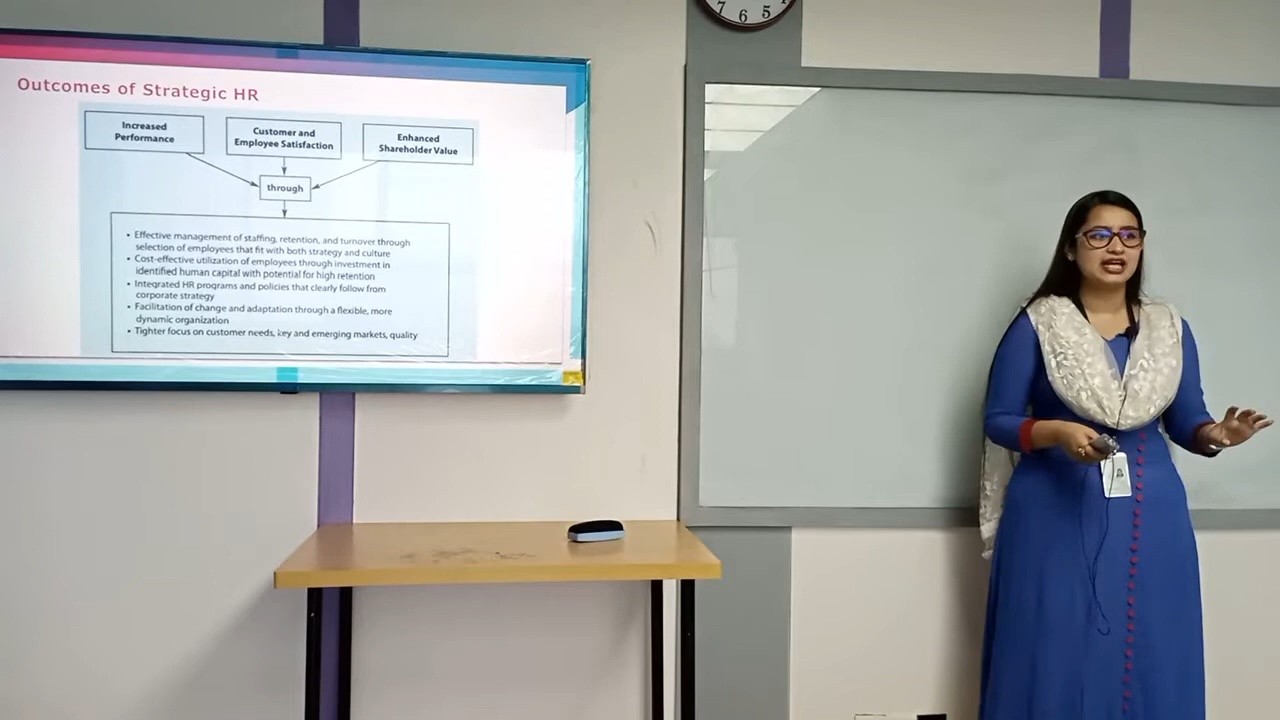 7 6 5
Outcomes of Strategic HR
Increased
Performance
Customer and
Employee Satisfaction
Enhanced
Shareholder Value
through
• Effective management of staffing, retention, and turnover through
selection of employees that fit with both strategy and culture
• Cost-effective utilization of employees through investment in
identified human capital with potential for high retention
• Integrated HR programs and policies that clearly follow from
corporate strategy
• Facilitation of change and adaptation through a flexible, more
dynamic organization
• Tighter focus on customer needs, key and emerging markets, quality